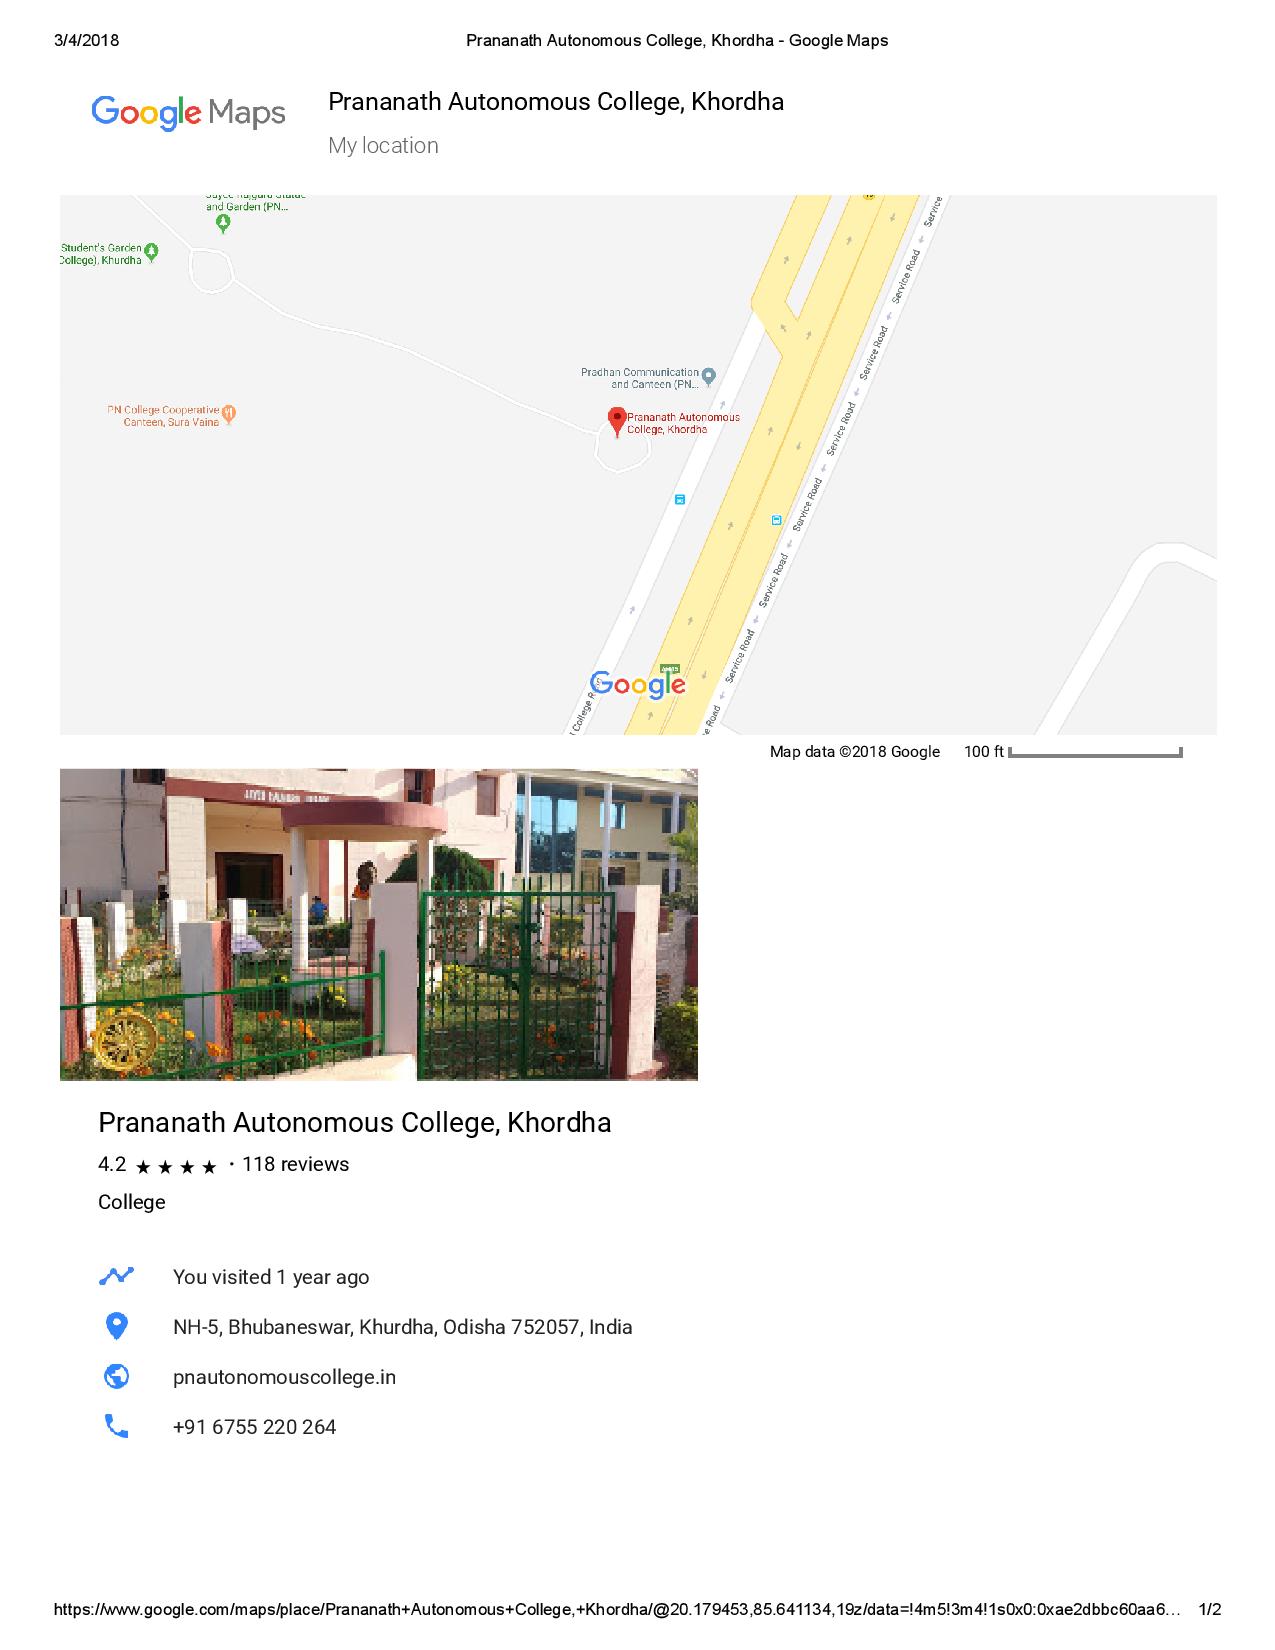 3/4/2018
Prananath Autonomous College, Khordha - Google Maps
Google Maps
Prananath Autonomous College, Khordha
My location
and Garden (PN...
Student's Garden
College), Khurdha
Service
Service Road
Service Road
Pradhan Communication
and Canteen (PN...
PN College Cooperative
Canteen, Sura Vaina
Prananath Autonomous
College, Khordha
Service Road
Service Road
Service Road
Service Road
College
Road
Google
Map data ©2018 Google
100 ft
Prananath Autonomous College, Khordha
4.2 ★ ★ ★ ★ · 118 reviews
College
You visited 1 year ago
NH-5, Bhubaneswar, Khurdha, Odisha 752057, India
pnautonomouscollege.in
+91 6755 220 264
https://www.google.com/maps/place/Prananath+Autonomous+College,+Khordha/@20.179453,85.641134,19z/data=!4m5!3m4!1s0x0:0xae2dbbc60aa6...
1/2